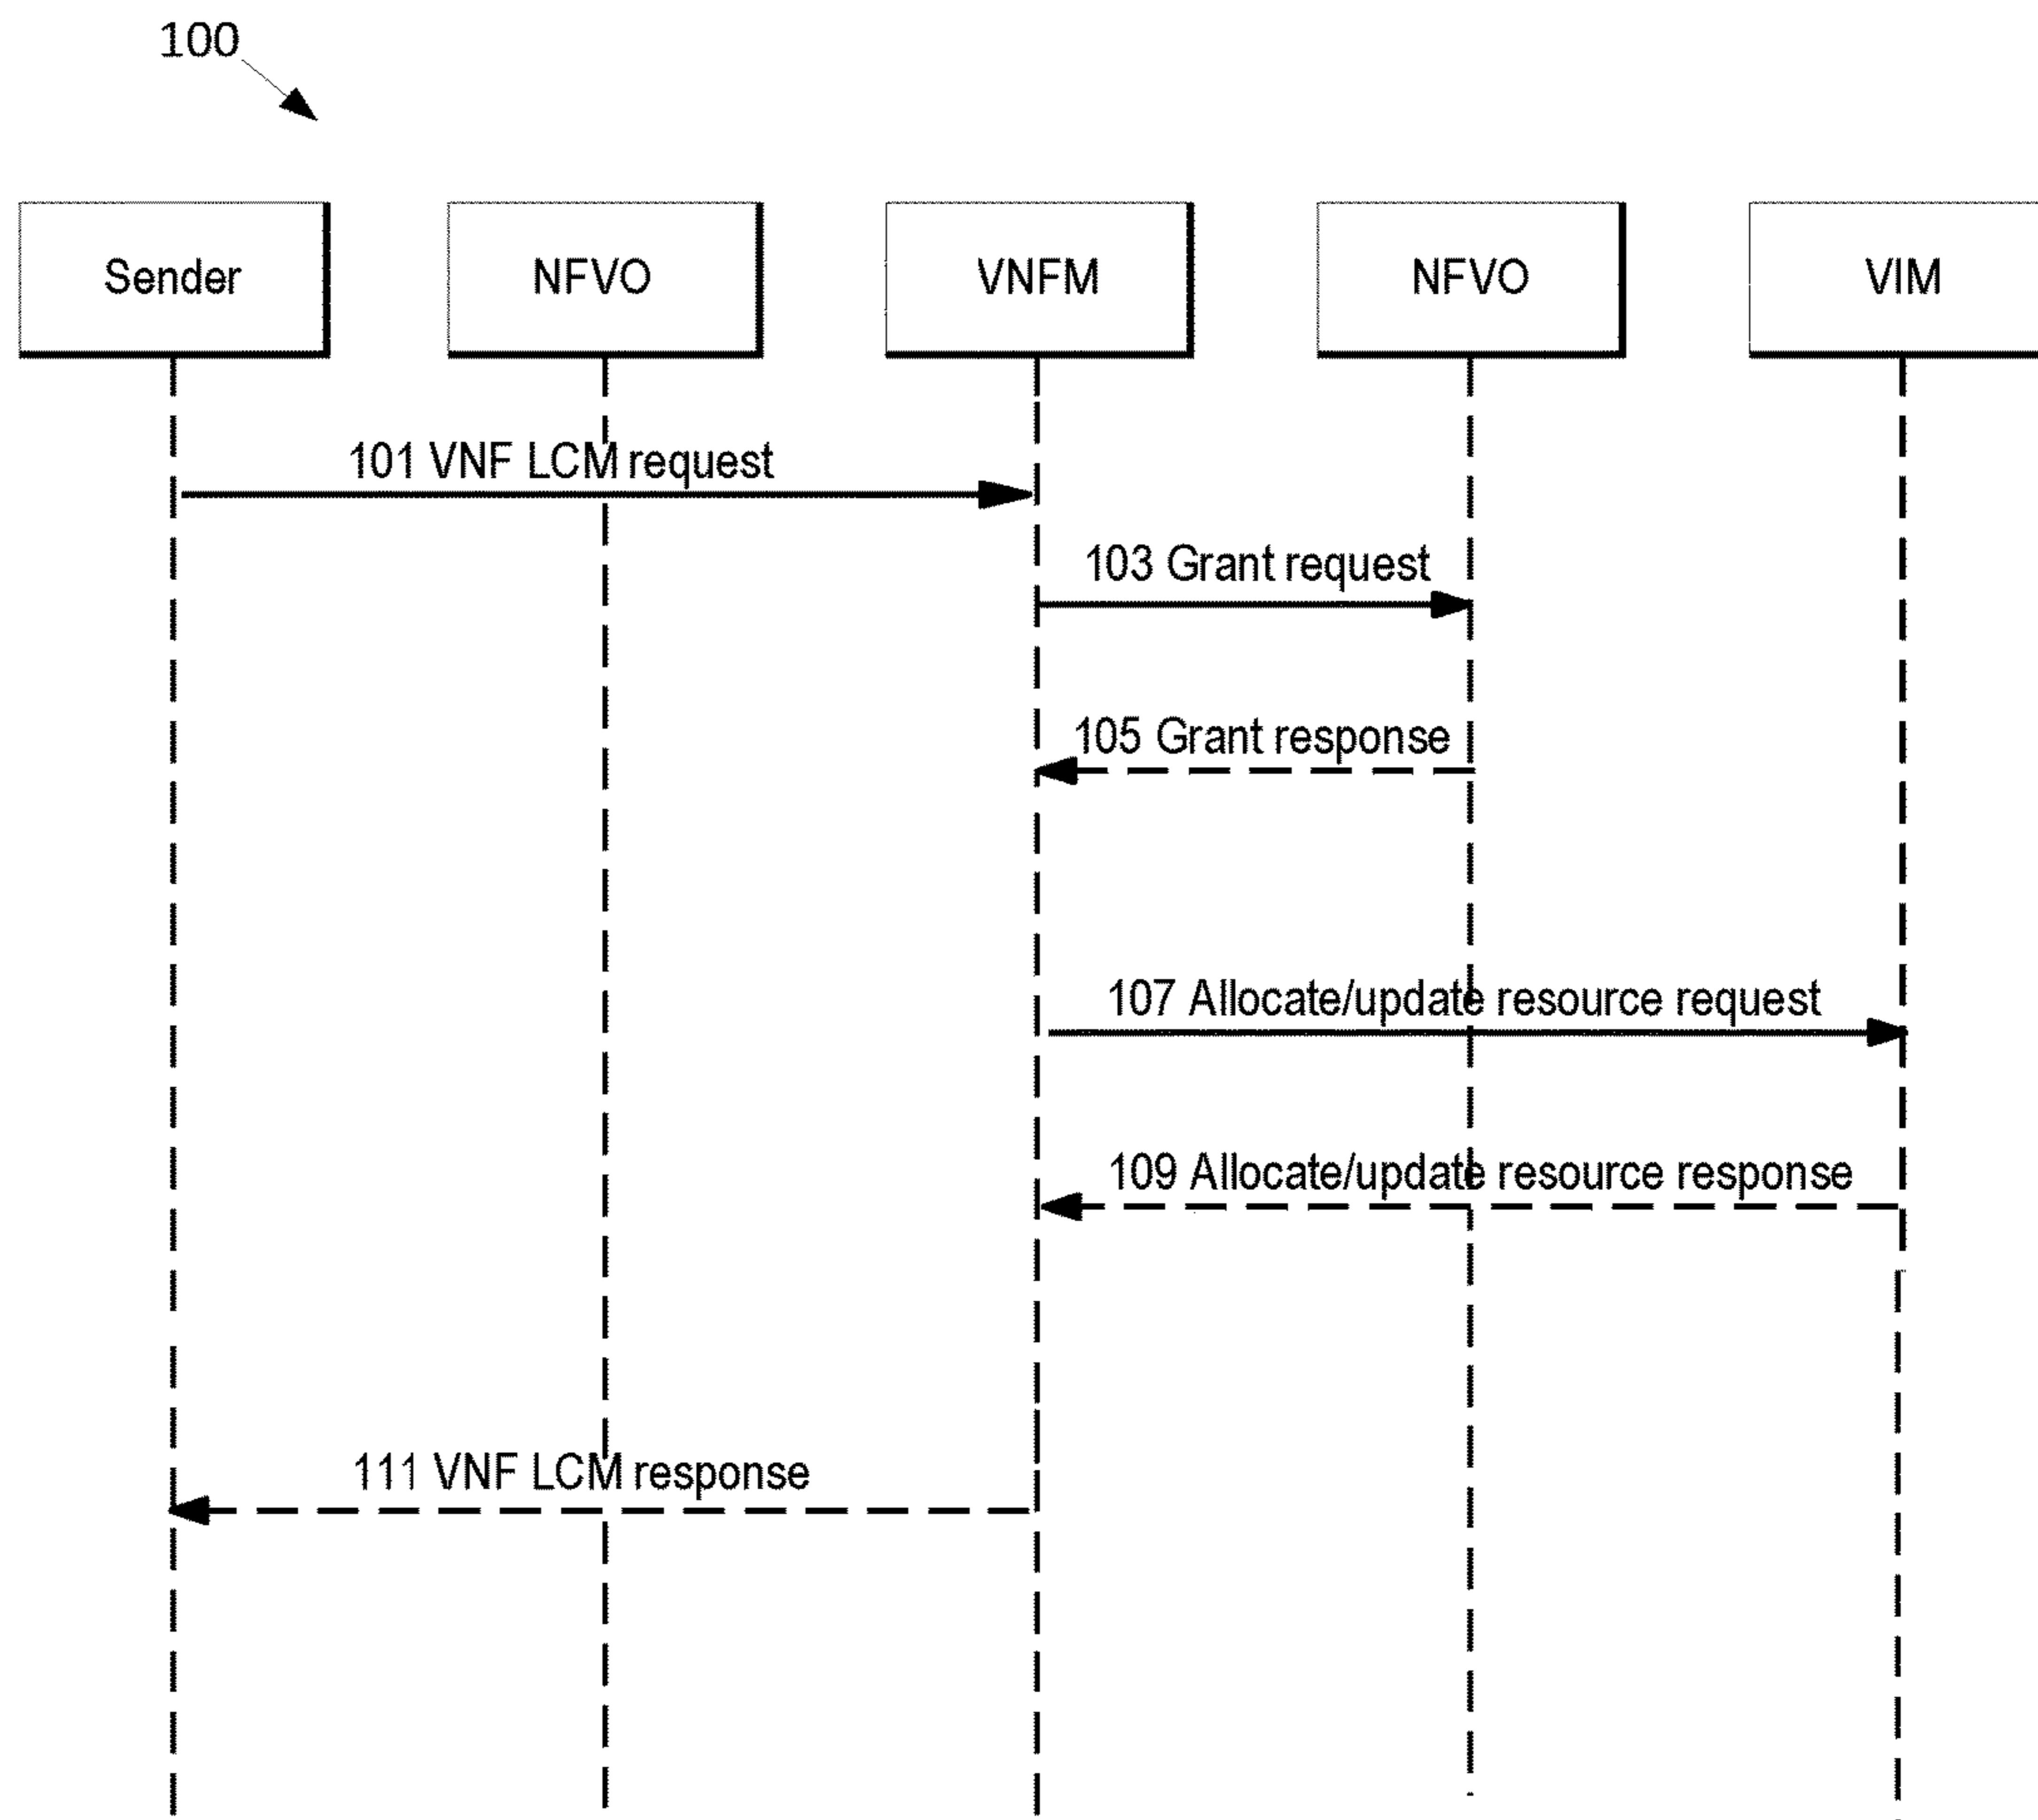 100
Sender
NFVO
VNFM
NFVO
VIM
101 VNF LCM request
103 Grant request
105 Grant response
107 Allocate/update resource request
109 Allocate/update resource response
111 VNF LCM response